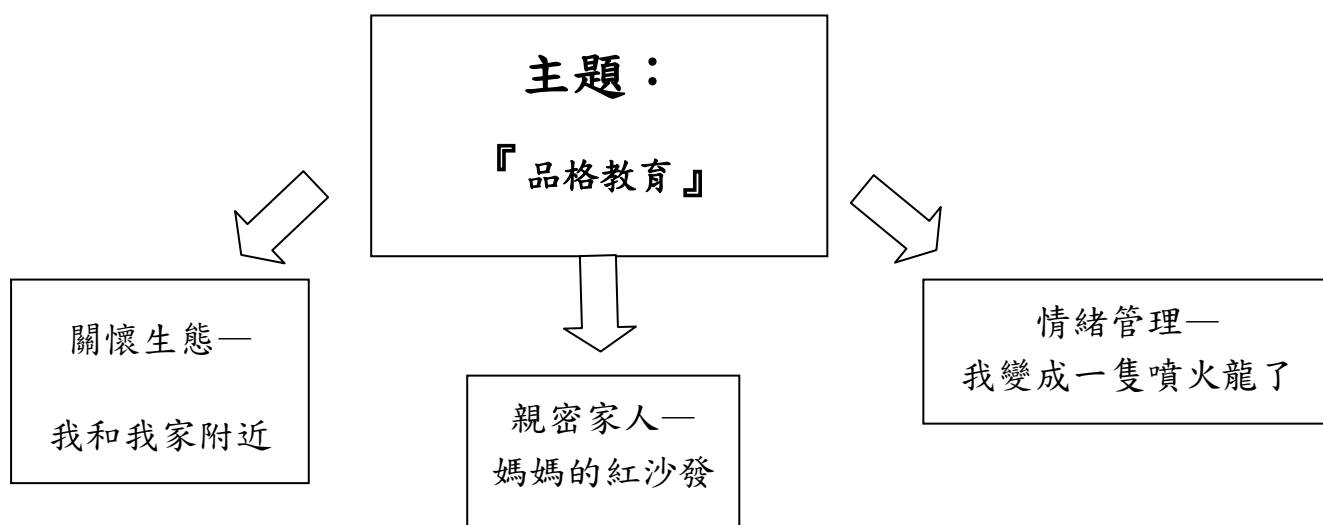 主題：
『品格教育』
關懷生態—
我和我家附近
親密家人—
媽媽的紅沙發
情緒管理—
我變成一隻噴火龍了